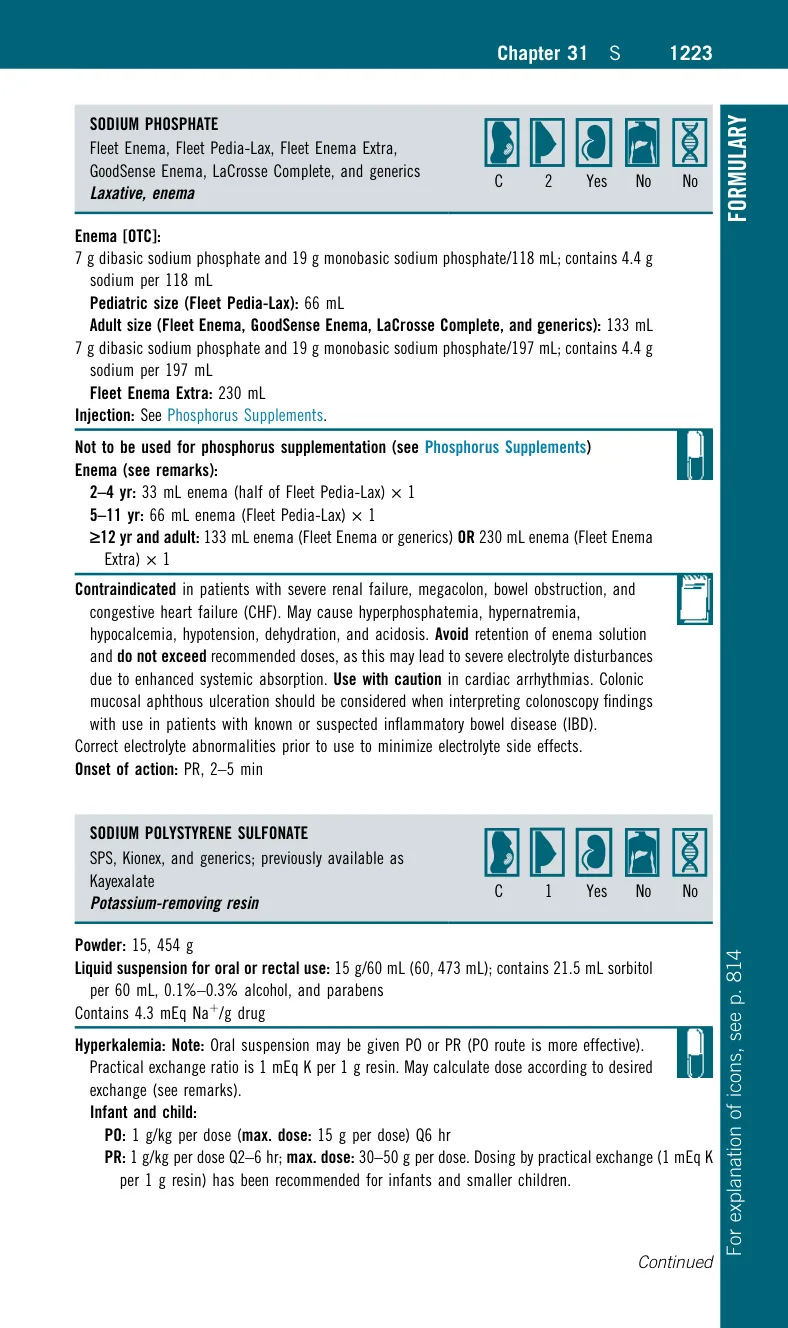 Chapter 31 S 1223
SODIUM PHOSPHATE
Fleet Enema, Fleet Pedia-Lax, Fleet Enema Extra,
GoodSense Enema, LaCrosse Complete, and generics
Laxative, enema
C 2 Yes No No
Enema [OTC]:
7 g dibasic sodium phosphate and 19 g monobasic sodium phosphate/118 mL; contains 4.4 g
sodium per 118 mL
Pediatric size (Fleet Pedia-Lax): 66 mL
Adult size (Fleet Enema, GoodSense Enema, LaCrosse Complete, and generics): 133 mL
7 g dibasic sodium phosphate and 19 g monobasic sodium phosphate/197 mL; contains 4.4 g
sodium per 197 mL
Fleet Enema Extra: 230 mL
Injection: See Phosphorus Supplements.
Not to be used for phosphorus supplementation (see Phosphorus Supplements)
Enema (see remarks):
2–4 yr: 33 mL enema (half of Fleet Pedia-Lax) × 1
5–11 yr: 66 mL enema (Fleet Pedia-Lax) × 1
≥12 yr and adult: 133 mL enema (Fleet Enema or generics) OR 230 mL enema (Fleet Enema
Extra) × 1
Contraindicated in patients with severe renal failure, megacolon, bowel obstruction, and
congestive heart failure (CHF). May cause hyperphosphatemia, hypernatremia,
hypocalcemia, hypotension, dehydration, and acidosis. Avoid retention of enema solution
and do not exceed recommended doses, as this may lead to severe electrolyte disturbances
due to enhanced systemic absorption. Use with caution in cardiac arrhythmias. Colonic
mucosal aphthous ulceration should be considered when interpreting colonoscopy findings
with use in patients with known or suspected inflammatory bowel disease (IBD).
Correct electrolyte abnormalities prior to use to minimize electrolyte side effects.
Onset of action: PR, 2–5 min
SODIUM POLYSTYRENE SULFONATE
SPS, Kionex, and generics; previously available as
Kayexalate
Potassium-removing resin
C 1 Yes No No
Powder: 15, 454 g
Liquid suspension for oral or rectal use: 15 g/60 mL (60, 473 mL); contains 21.5 mL sorbitol
per 60 mL, 0.1%–0.3% alcohol, and parabens
Contains 4.3 mEq Na+/g drug
Hyperkalemia: Note: Oral suspension may be given PO or PR (PO route is more effective).
Practical exchange ratio is 1 mEq K per 1 g resin. May calculate dose according to desired
exchange (see remarks).
Infant and child:
PO: 1 g/kg per dose (max. dose: 15 g per dose) Q6 hr
PR: 1 g/kg per dose Q2–6 hr; max. dose: 30–50 g per dose. Dosing by practical exchange (1 mEq K
per 1 g resin) has been recommended for infants and smaller children.
Continued
FORMULARY
For explanation of icons, see p. 814